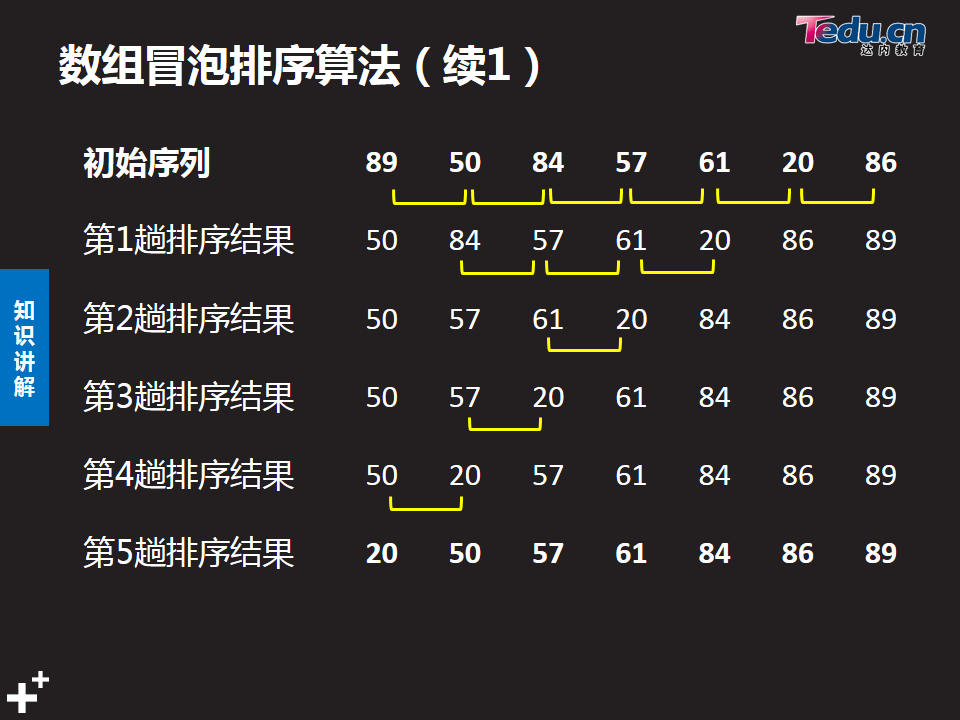 Tedu.cn
达内教育
数组冒泡排序算法（续1）
初始序列 89 50 84 57 61 20 86
第1趟排序结果 50 84 57 61 20 86 89
第2趟排序结果 50 57 61 20 84 86 89
第3趟排序结果 50 57 20 61 84 86 89
第4趟排序结果 50 20 57 61 84 86 89
第5趟排序结果 20 50 57 61 84 86 89
知
识
讲
解